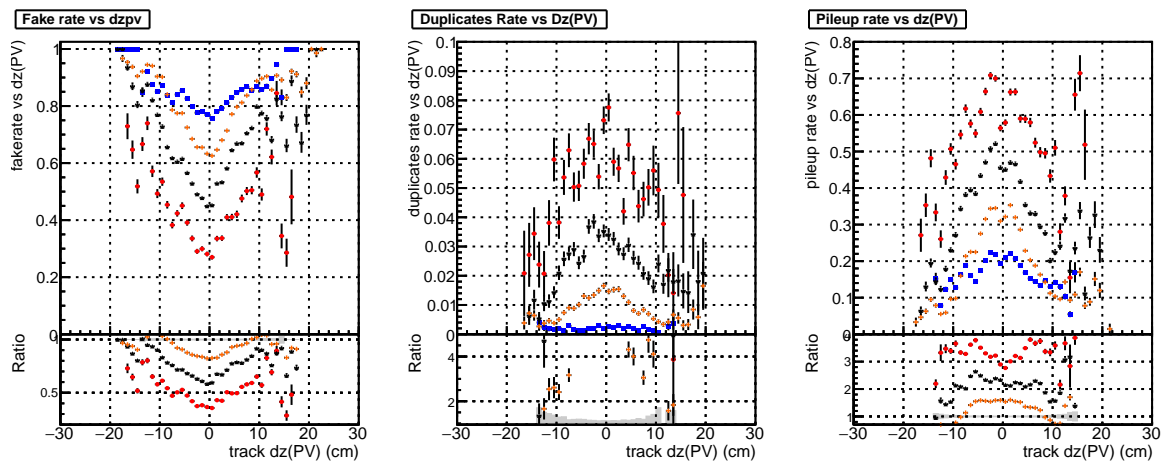 Fake rate vs dzpv
fakerate vs dz(PV)
1
0.8
0.6
0.4
0.2
0
Ratio
0.5
−30 −20 −10 0 10 20 30
track dz(PV) (cm)
Duplicates Rate vs Dz(PV)
duplicates rate vs dz(PV)
0.1
0.09
0.08
0.07
0.06
0.05
0.04
0.03
0.02
0.01
0
Ratio
4
2
−30 −20 −10 0 10 20 30
track dz(PV) (cm)
Pileup rate vs dz(PV)
pileup rate vs dz(PV)
0.8
0.7
0.6
0.5
0.4
0.3
0.2
0.1
0
Ratio
3
2
1
−30 −20 −10 0 10 20 30
track dz(PV) (cm)